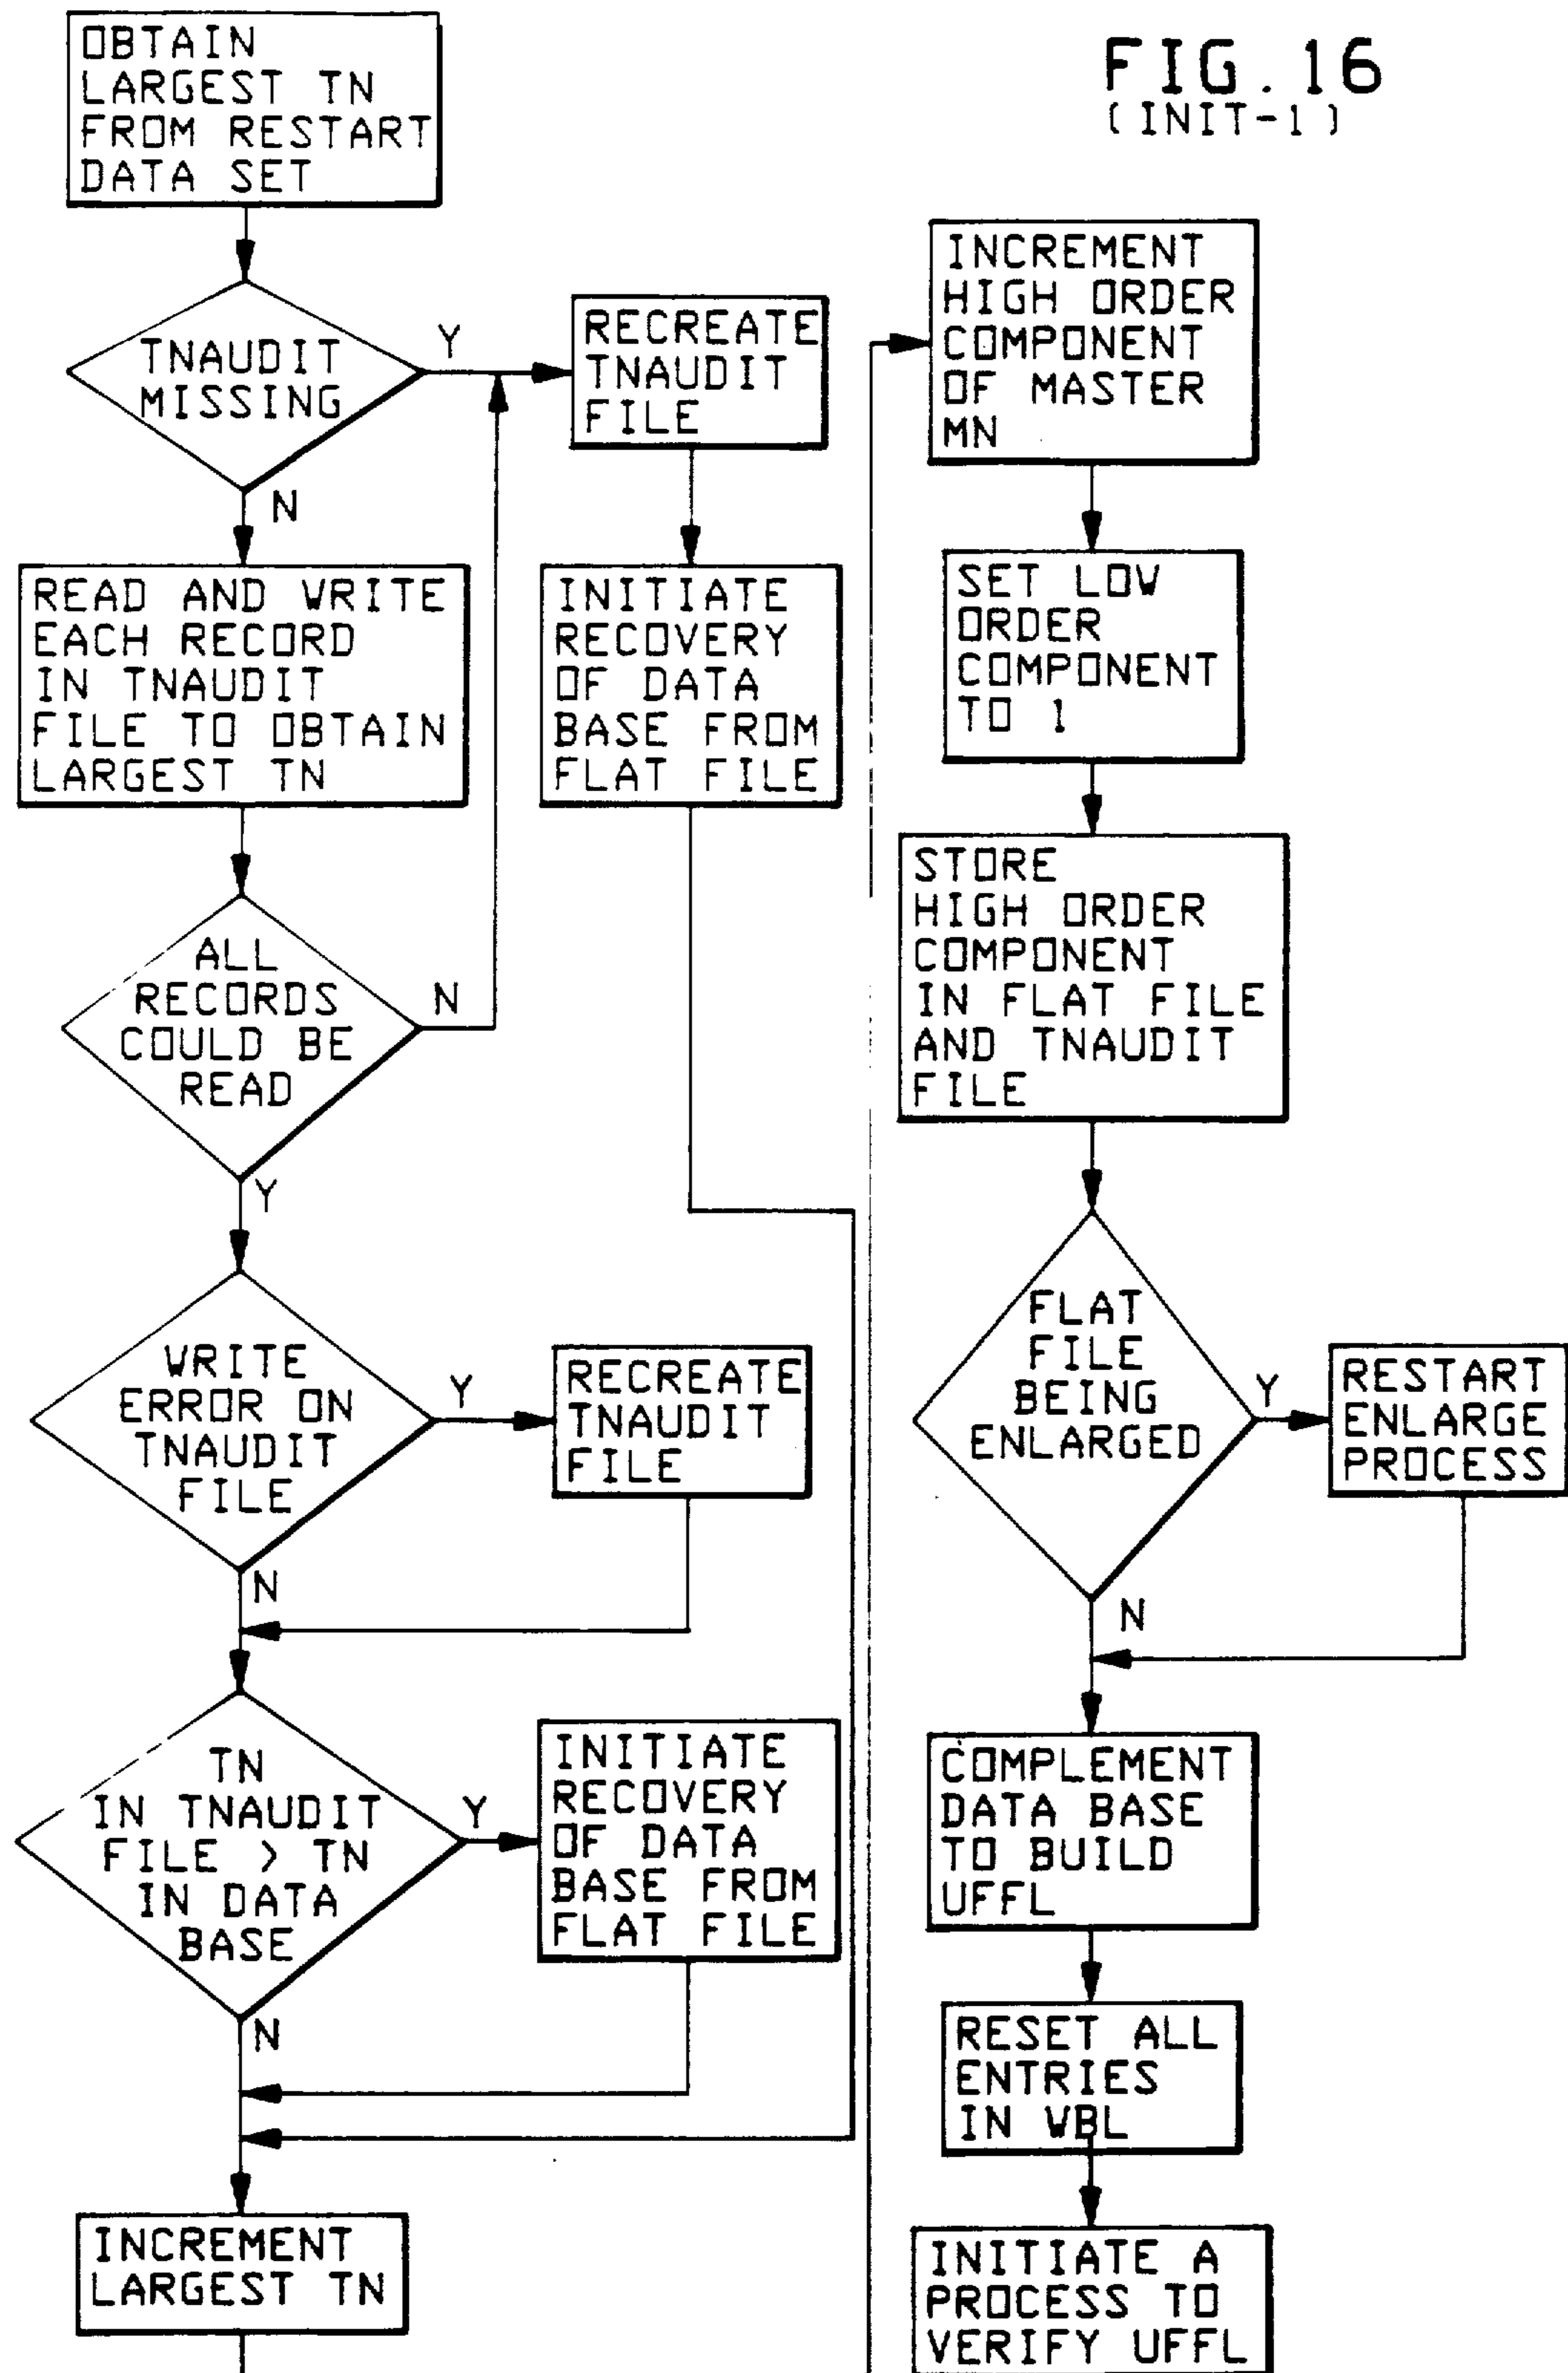 FIG.16
(INIT-1)
OBTAIN
LARGEST TN
FROM RESTART
DATA SET
TNAUDIT
MISSING
Y
N
RECREATE
TNAUDIT
FILE
READ AND WRITE
EACH RECORD
IN TNAUDIT
FILE TO OBTAIN
LARGEST TN
INITIATE
RECOVERY
OF DATA
BASE FROM
FLAT FILE
ALL
RECORDS
COULD BE
READ
N
Y
WRITE
ERROR ON
TNAUDIT
FILE
Y
N
RECREATE
TNAUDIT
FILE
TN
IN TNAUDIT
FILE > TN
IN DATA
BASE
Y
N
INITIATE
RECOVERY
OF DATA
BASE FROM
FLAT FILE
INCREMENT
LARGEST TN
INCREMENT
HIGH ORDER
COMPONENT
OF MASTER
MN
SET LOW
ORDER
COMPONENT
TO 1
STORE
HIGH ORDER
COMPONENT
IN FLAT FILE
AND TNAUDIT
FILE
FLAT
FILE
BEING
ENLARGED
Y
N
RESTART
ENLARGE
PROCESS
COMPLEMENT
DATA BASE
TO BUILD
UFFL
RESET ALL
ENTRIES
IN WBL
INITIATE A
PROCESS TO
VERIFY UFFL